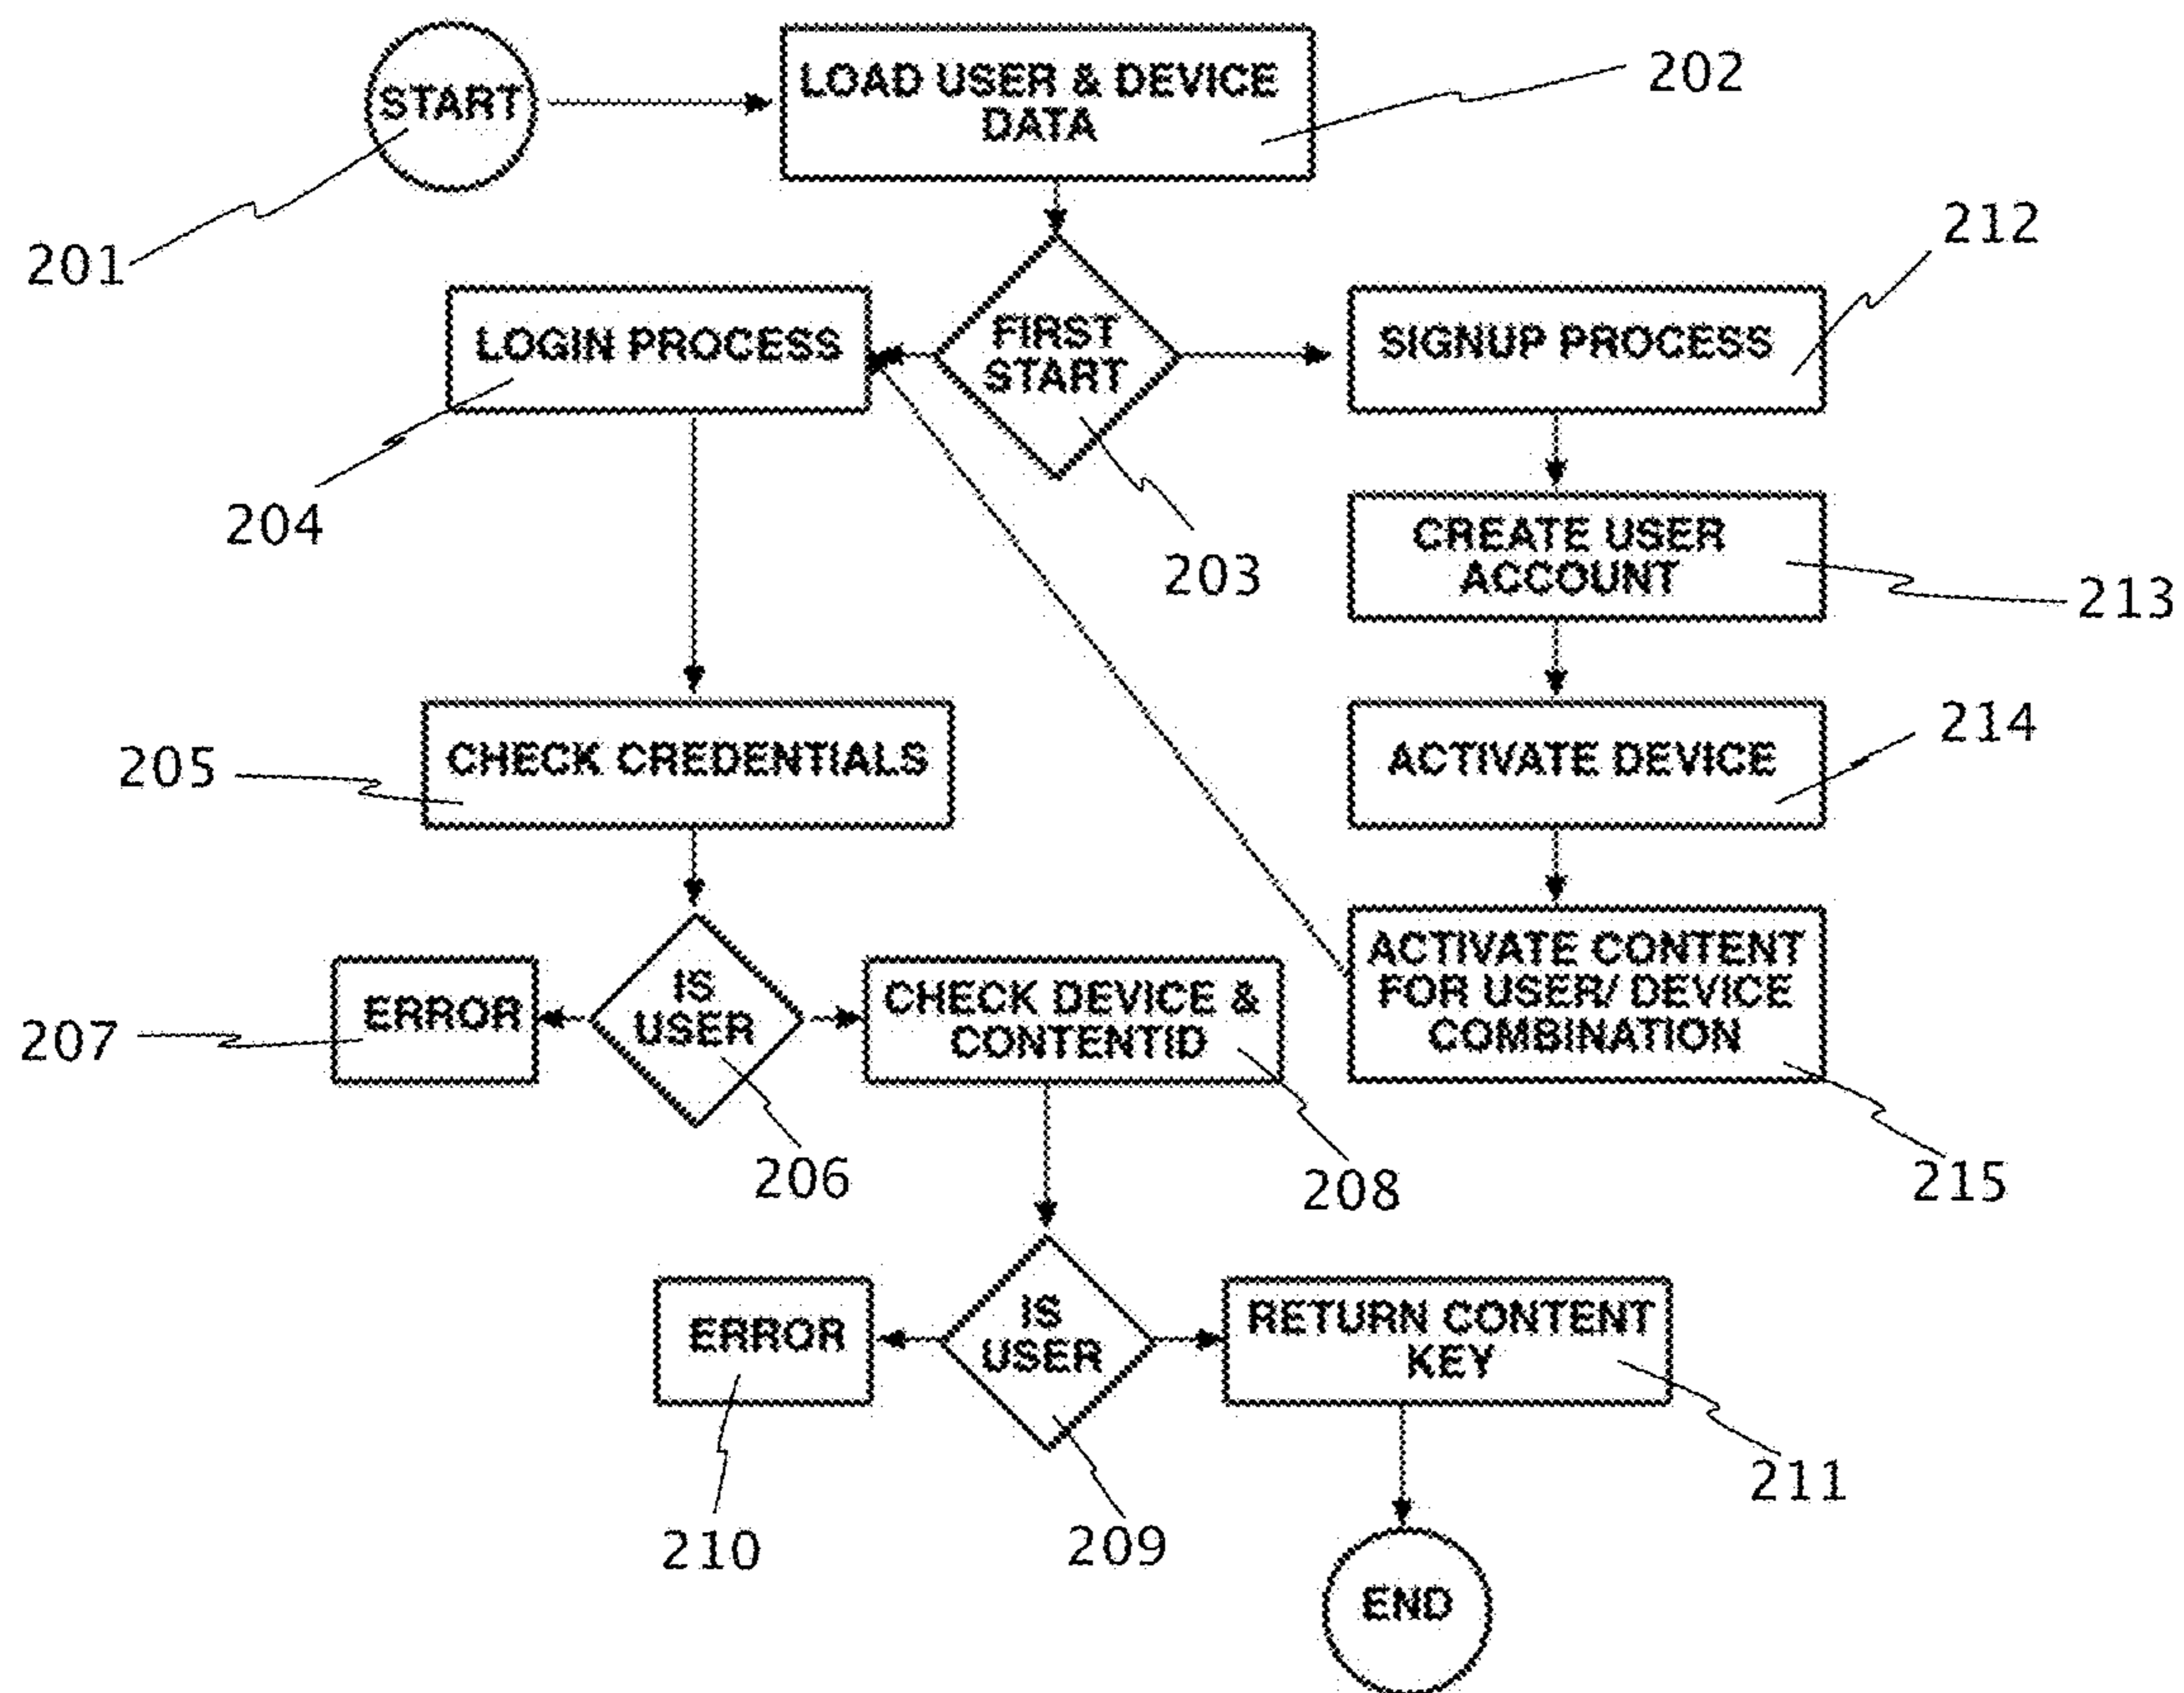 START
LOAD USER & DEVICE
DATA
202
201
212
LOGIN PROCESS
FIRST
START
SIGNUP PROCESS
204
203
CREATE USER
ACCOUNT
213
205
CHECK CREDENTIALS
ACTIVATE DEVICE
214
207
ERROR
IS
USER
CHECK DEVICE &
CONTENTID
ACTIVATE CONTENT
FOR USER/ DEVICE
COMBINATION
206
208
215
ERROR
IS
USER
RETURN CONTENT
KEY
210
209
211
END